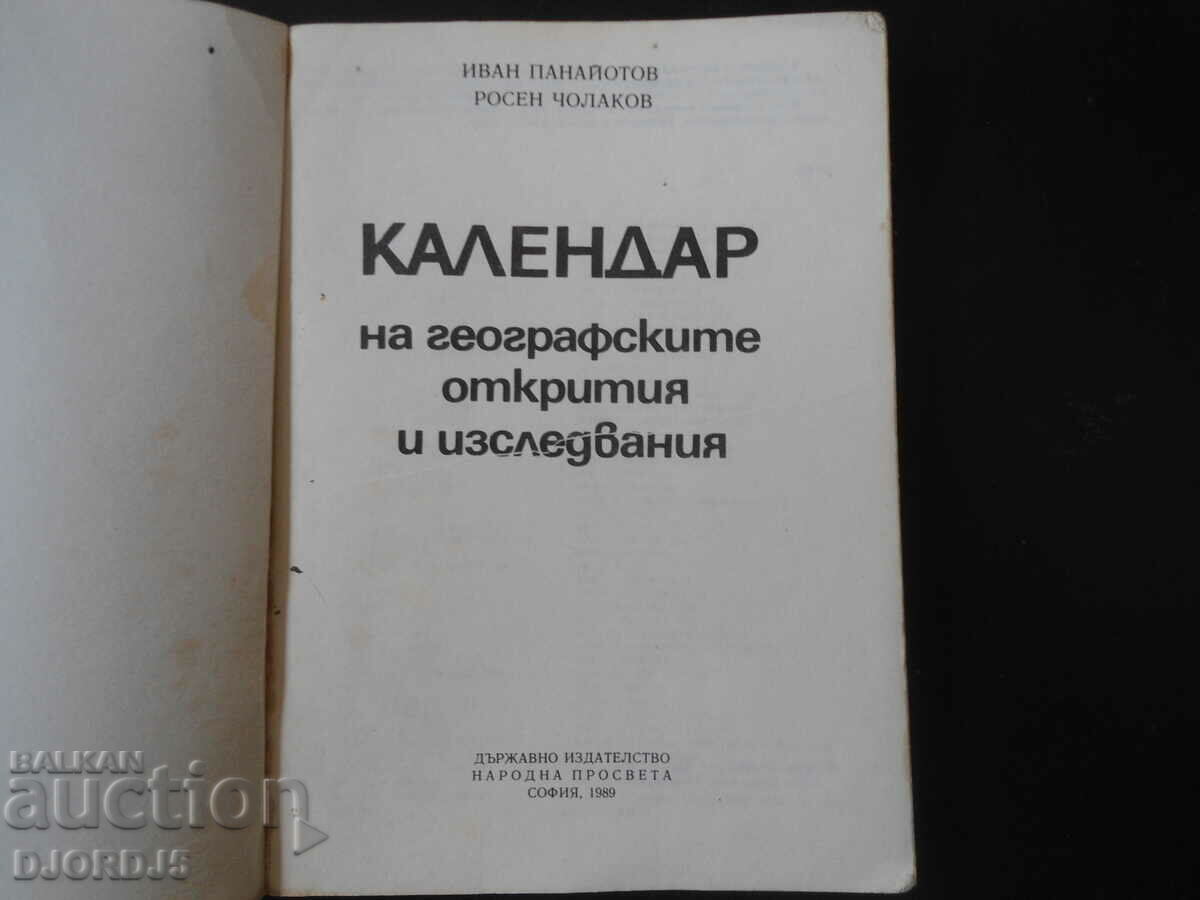 ИВАН ПАНАЙОТОВ
РОСЕН ЧОЛАКОВ
КАЛЕНДАР
на географските
открития
и изследвания
ДЪРЖАВНО ИЗДАТЕЛСТВО
НАРОДНА ПРОСВЕТА
СОФИЯ, 1989
BALKAN
auction
DJORDJ5